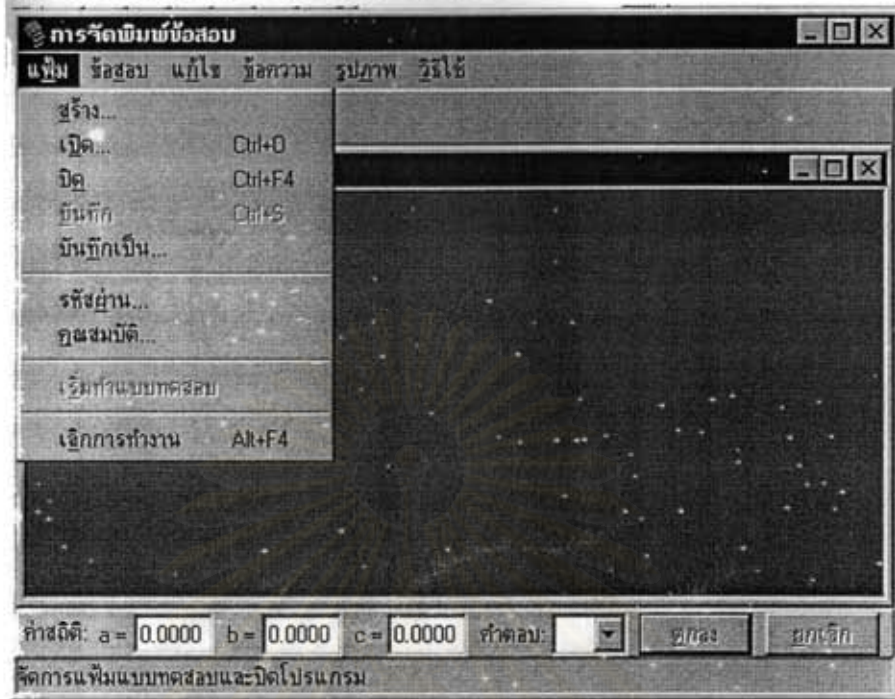 การจัดพิมพ์ข้อสอบ
แฟ้ม ข้อสอบ แก้ไข ข้อความ รูปภาพ วิธีใช้
สร้าง...
เปิด... Ctrl+O
ปิด Ctrl+F4
บันทึก Ctrl+S
บันทึกเป็น...
รหัสผ่าน...
คุณสมบัติ...
เริ่มทำแบบทดสอบ
เลิกการทำงาน Alt+F4
ค่าสถิติ: a = 0.0000 b = 0.0000 c = 0.0000 คำตอบ: ตกลง ยกเลิก
จัดการแฟ้มแบบทดสอบและปิดโปรแกรม